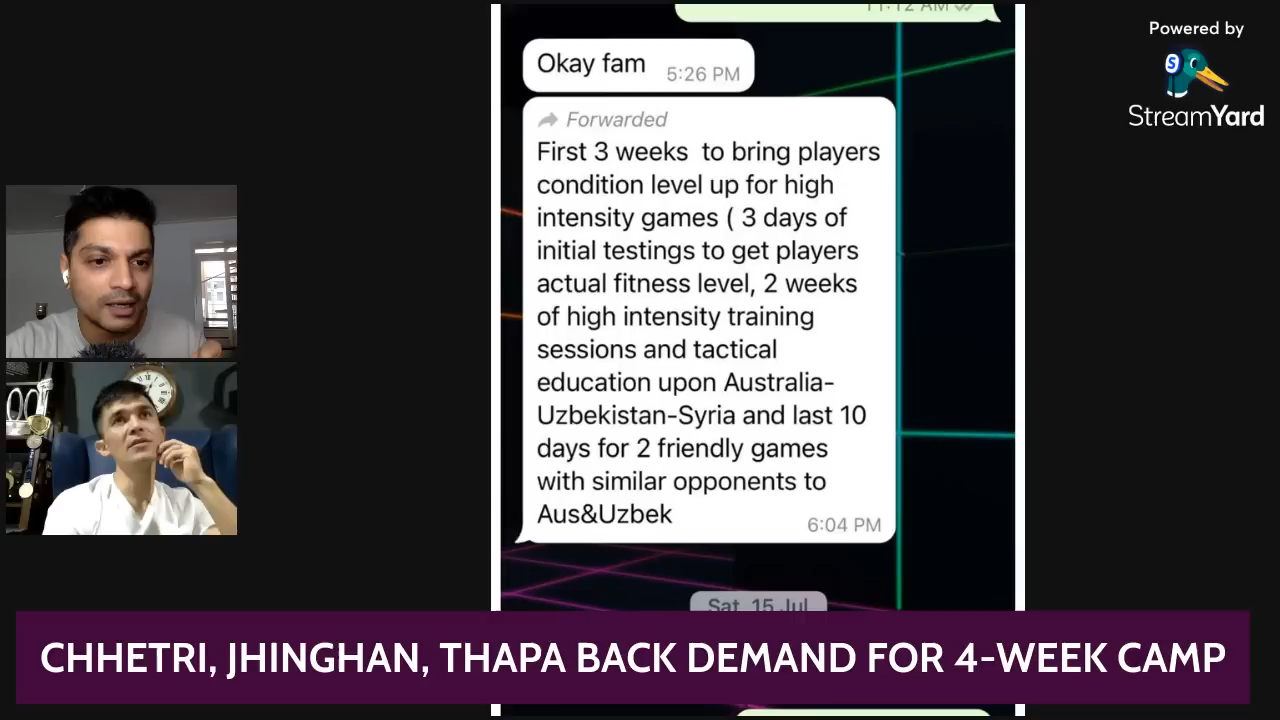 11:12 AM
Powered by
StreamYard
Okay fam
5:26 PM
Forwarded
First 3 weeks  to bring players
condition level up for high
intensity games ( 3 days of
initial testings to get players
actual fitness level, 2 weeks
of high intensity training
sessions and tactical
education upon Australia-
Uzbekistan-Syria and last 10
days for 2 friendly games
with similar opponents to
Aus&Uzbek
6:04 PM
Sat, 15 Jul
CHHETRI, JHINGHAN, THAPA BACK DEMAND FOR 4-WEEK CAMP